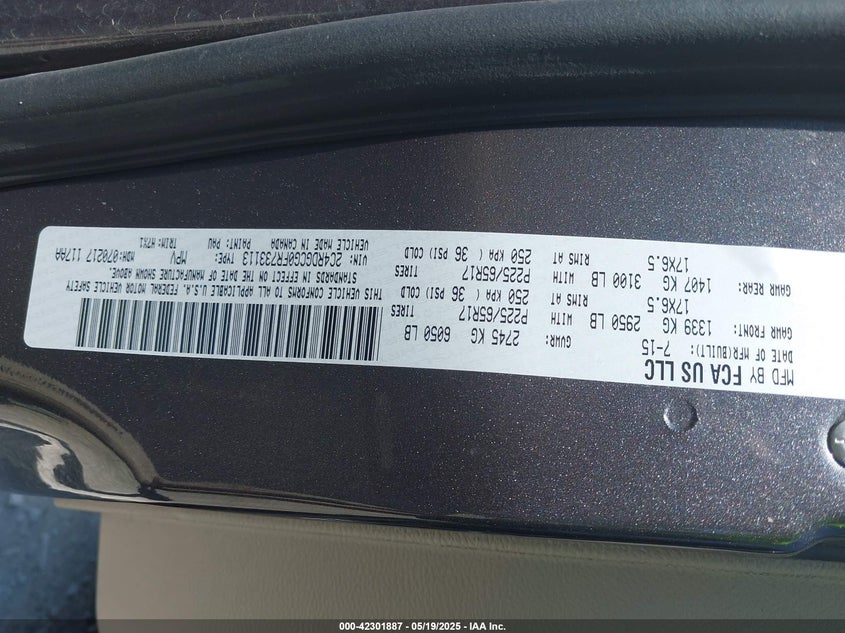 MFD BY FCA US LLC
DATE OF MFR(BUILT): 7-15
GVWR: 2745 KG 6050 LB
GAWR FRONT: 1339 KG 2950 LB WITH P225/65R17 TIRES
17X6.5 RIMS AT 250 KPA ( 36 PSI) COLD
GAWR REAR: 1407 KG 3100 LB WITH P225/65R17 TIRES
17X6.5 RIMS AT 250 KPA ( 36 PSI) COLD
THIS VEHICLE CONFORMS TO ALL APPLICABLE U.S.A. FEDERAL MOTOR VEHICLE SAFETY
STANDARDS IN EFFECT ON THE DATE OF MANUFACTURE SHOWN ABOVE.
VIN: 2C4RDGCG0FR733113 TYPE: MPV MDH:070217 117AA
VEHICLE MADE IN CANADA PAINT: PAU TRIM: H7X1
000-42301887 - 05/19/2025 - IAA Inc.